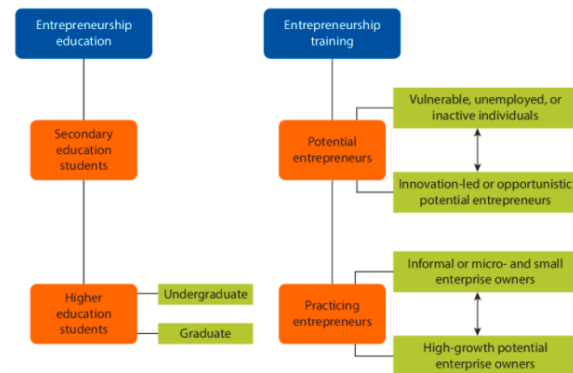 Entrepreneurship
education
Entrepreneurship
training
Secondary
education
students
Potential
entrepreneurs
Vulnerable, unemployed, or
inactive individuals
Innovation-led or opportunistic
potential entrepreneurs
Higher
education
students
Undergraduate
Graduate
Practicing
entrepreneurs
Informal or micro- and small
enterprise owners
High-growth potential
enterprise owners